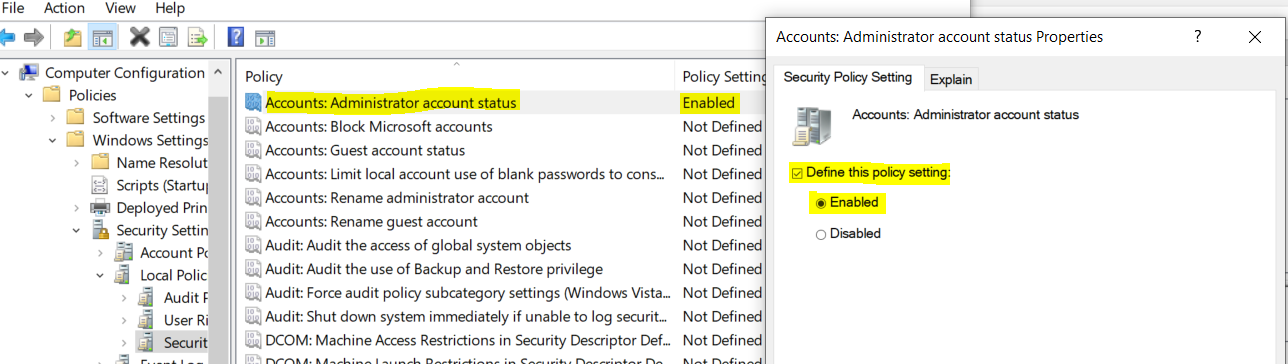 File Action View Help
Computer Configuration
Policies
Software Settings
Windows Settings
Name Resolut
Scripts (Startu
Deployed Prin
Security Settin
Account Po
Local Polic
Audit P
User Ri
Securit
Event Log
Policy Policy Setting
Accounts: Administrator account status Enabled
Accounts: Block Microsoft accounts Not Defined
Accounts: Guest account status Not Defined
Accounts: Limit local account use of blank passwords to cons... Not Defined
Accounts: Rename administrator account Not Defined
Accounts: Rename guest account Not Defined
Audit: Audit the access of global system objects Not Defined
Audit: Audit the use of Backup and Restore privilege Not Defined
Audit: Force audit policy subcategory settings (Windows Vista... Not Defined
Audit: Shut down system immediately if unable to log securit... Not Defined
DCOM: Machine Access Restrictions in Security Descriptor Def... Not Defined
DCOM: Machine Launch Restrictions in Security Descriptor De... Not Defined
Accounts: Administrator account status Properties
Security Policy Setting Explain
Accounts: Administrator account status
Define this policy setting:
Enabled
Disabled